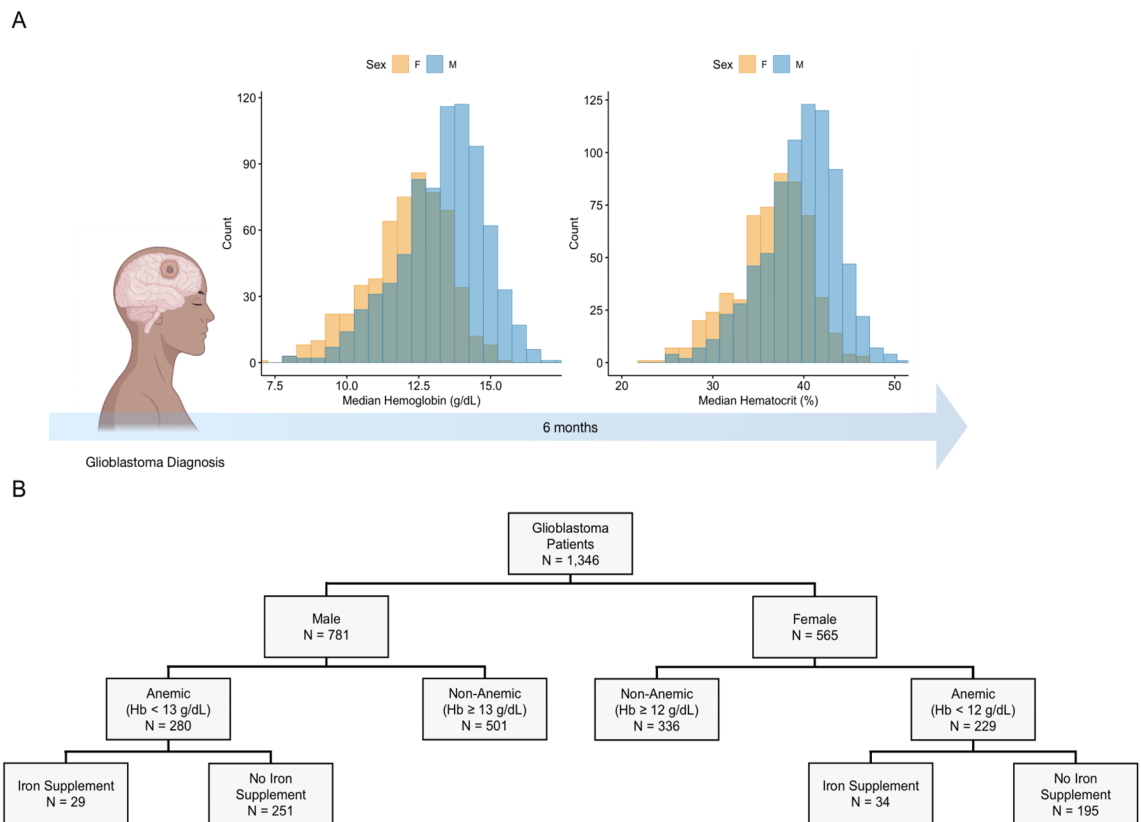 A
Sex F M
Sex F M
120
90
60
30
0
Count
7.5 10.0 12.5 15.0
Median Hemoglobin (g/dL)
125
100
75
50
25
0
Count
20 30 40 50
Median Hematocrit (%)
6 months
Glioblastoma Diagnosis
B
Glioblastoma
Patients
N = 1,346
Male
N = 781
Female
N = 565
Anemic
(Hb < 13 g/dL)
N = 280
Non-Anemic
(Hb ≥ 13 g/dL)
N = 501
Non-Anemic
(Hb ≥ 12 g/dL)
N = 336
Anemic
(Hb < 12 g/dL)
N = 229
Iron Supplement
N = 29
No Iron
Supplement
N = 251
Iron Supplement
N = 34
No Iron
Supplement
N = 195